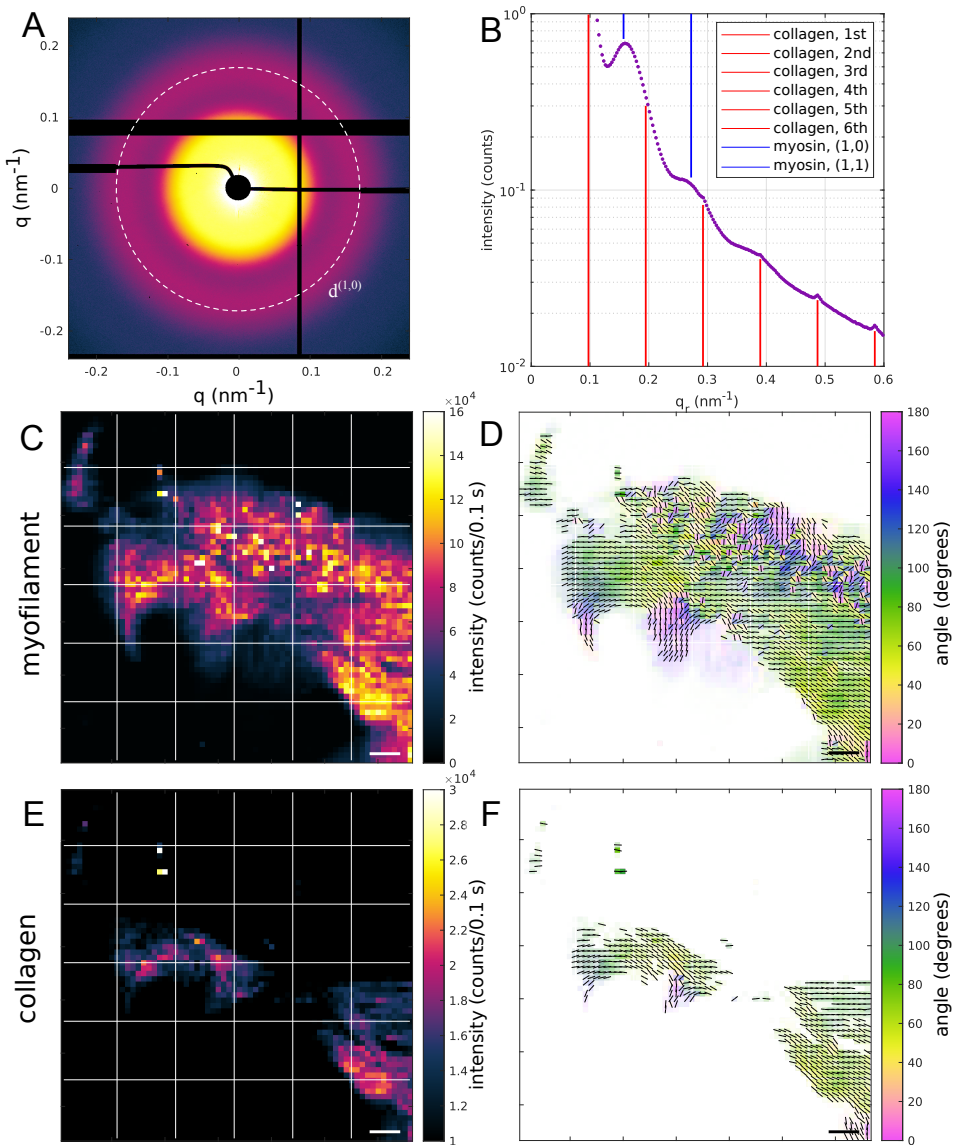 A
q (nm⁻¹)
0.2
0.1
0
-0.1
-0.2
-0.2
-0.1
0
0.1
0.2
q (nm⁻¹)
d⁽¹,⁰⁾
B
intensity (counts)
10⁰
10⁻¹
10⁻²
0
0.1
0.2
0.3
0.4
0.5
0.6
qᵣ (nm⁻¹)
collagen, 1st
collagen, 2nd
collagen, 3rd
collagen, 4th
collagen, 5th
collagen, 6th
myosin, (1,0)
myosin, (1,1)
C
myofilament
×10⁴
16
14
12
10
8
6
4
2
0
intensity (counts/0.1 s)
D
180
160
140
120
100
80
60
40
20
0
angle (degrees)
E
collagen
×10⁴
3
2.8
2.6
2.4
2.2
2
1.8
1.6
1.4
1.2
1
intensity (counts/0.1 s)
F
180
160
140
120
100
80
60
40
20
0
angle (degrees)